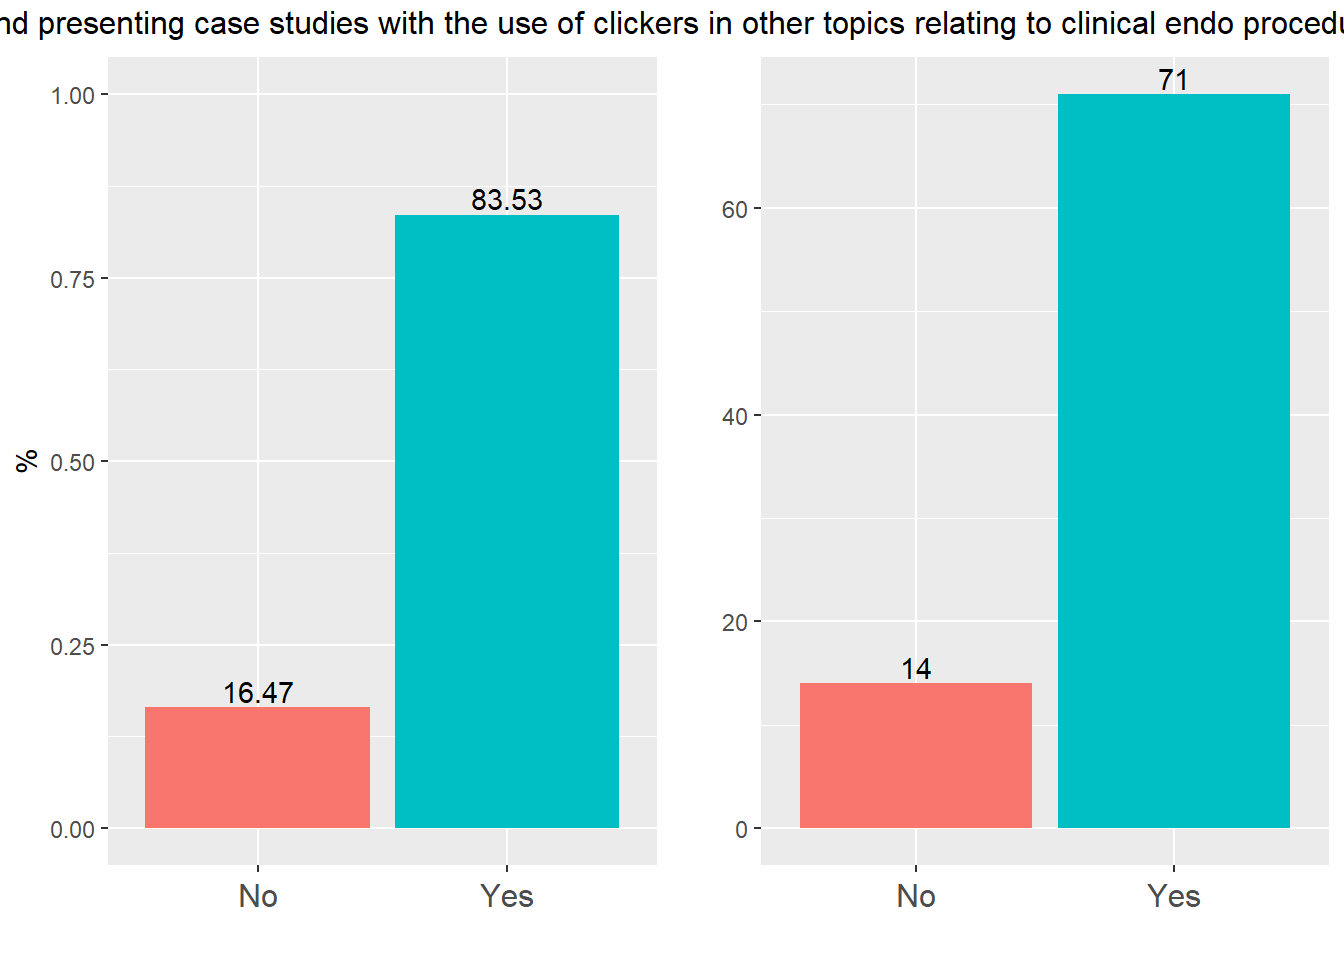 presenting case studies with the use of clickers in other topics relating to clinical endo
1.00
0.75
0.50
0.25
0.00
%
83.53
16.47
No
Yes
60
40
20
0
71
14
No
Yes